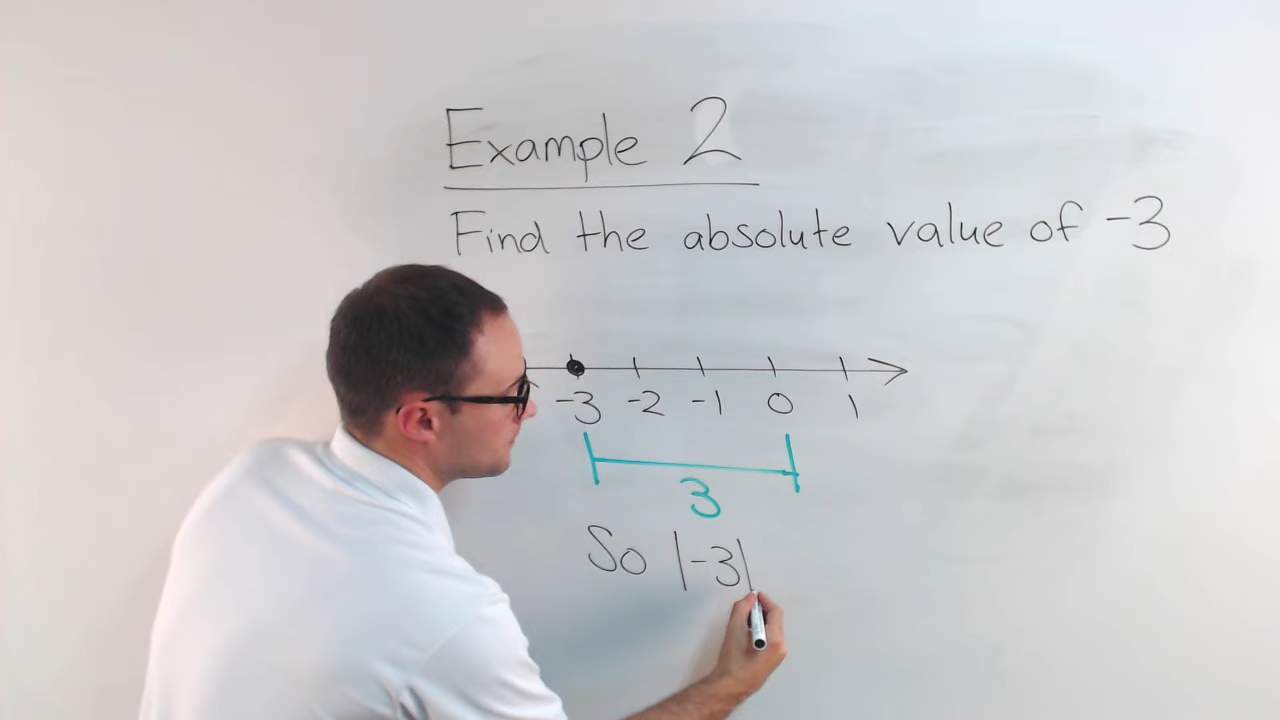 Example 2
Find the absolute value of -3
-3 -2 -1 0 1
3
So |-3|